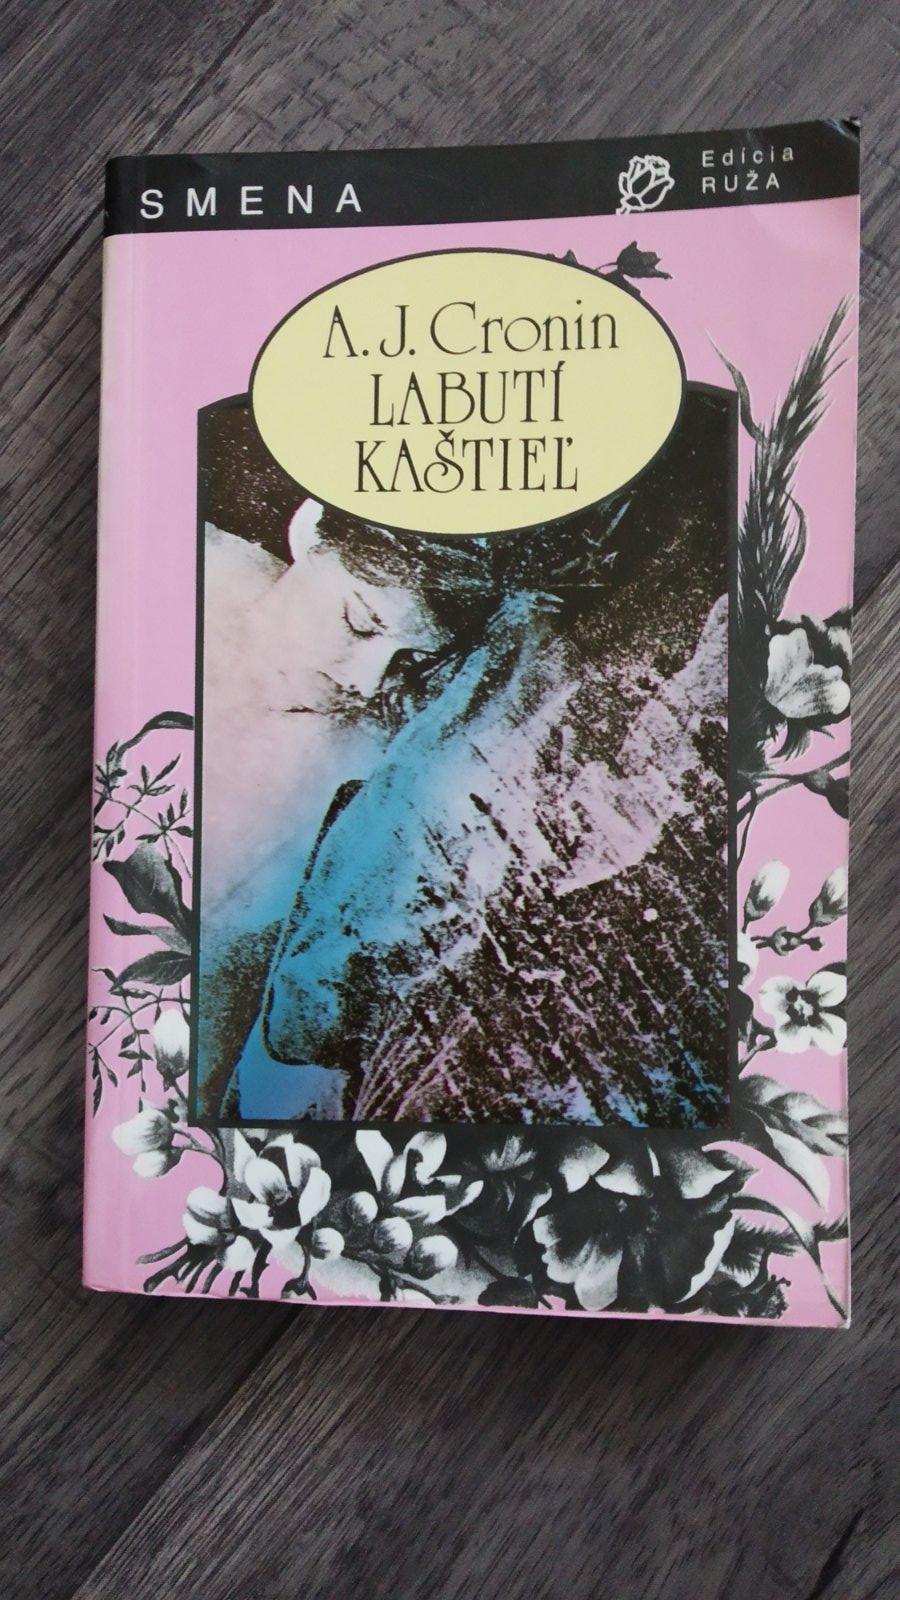 SMENA
Edícia
RUŽA
A. J. Cronin
LABUTÍ
KAŠTIEĽ